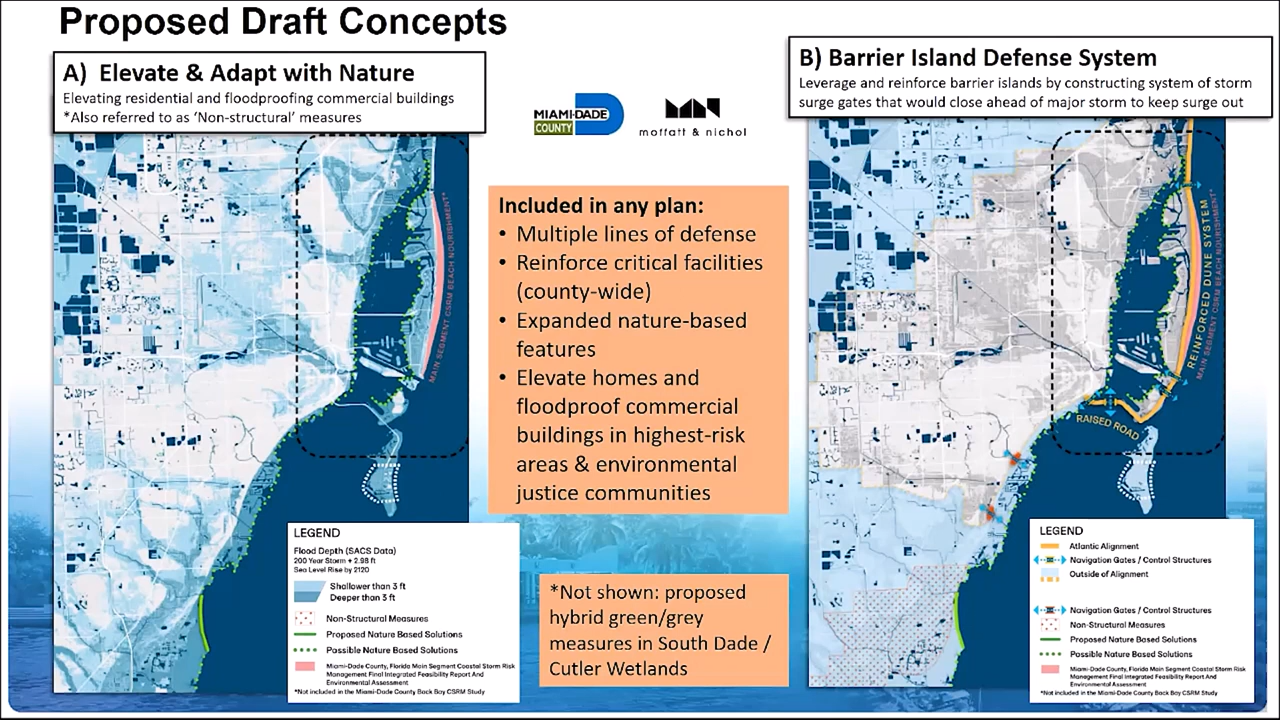 Proposed Draft Concepts
A) Elevate & Adapt with Nature
Elevating residential and floodproofing commercial buildings
*Also referred to as ‘Non-structural’ measures
MIAMI-DADE
COUNTY
moffatt & nichol
B) Barrier Island Defense System
Leverage and reinforce barrier islands by constructing system of storm
surge gates that would close ahead of major storm to keep surge out
MAIN SEGMENT CSRM BEACH NOURISHMENT*
Included in any plan:
• Multiple lines of defense
• Reinforce critical facilities
(county-wide)
• Expanded nature-based
features
• Elevate homes and
floodproof commercial
buildings in highest-risk
areas & environmental
justice communities
*Not shown: proposed
hybrid green/grey
measures in South Dade /
Cutler Wetlands
REINFORCED DUNE SYSTEM
MAIN SEGMENT CSRM BEACH NOURISHMENT*
RAISED ROAD
LEGEND
Flood Depth (SACS Data)
200 Year Storm + 2.98 ft
Sea Level Rise by 2120
Shallower than 3 ft
Deeper than 3 ft
Non-Structural Measures
Proposed Nature Based Solutions
Possible Nature Based Solutions
Miami-Dade County, Florida Main Segment Coastal Storm Risk
Management Final Integrated Feasibility Report And
Environmental Assessment
*Not included in the Miami-Dade County Back Bay CSRM Study
LEGEND
Atlantic Alignment
Navigation Gates / Control Structures
Outside of Alignment
Navigation Gates / Control Structures
Non-Structural Measures
Proposed Nature Based Solutions
Possible Nature Based Solutions
Miami-Dade County, Florida Main Segment Coastal Storm Risk
Management Final Integrated Feasibility Report And
Environmental Assessment
*Not included in the Miami-Dade County Back Bay CSRM Study